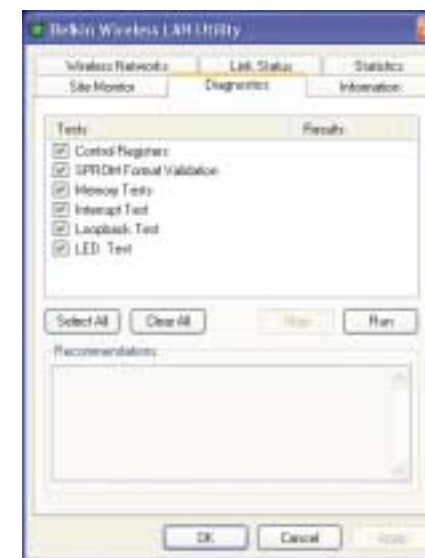 Belkin Wireless LAN Utility
Wireless Networks Link Status Statistics
Site Monitor Diagnostics Information
Tests Results
Control Registers
SPROM Format Validation
Memory Tests
Interrupt Test
Loopback Test
LED Test
Select All Clear All Stop Run
Recommendations
OK Cancel Apply